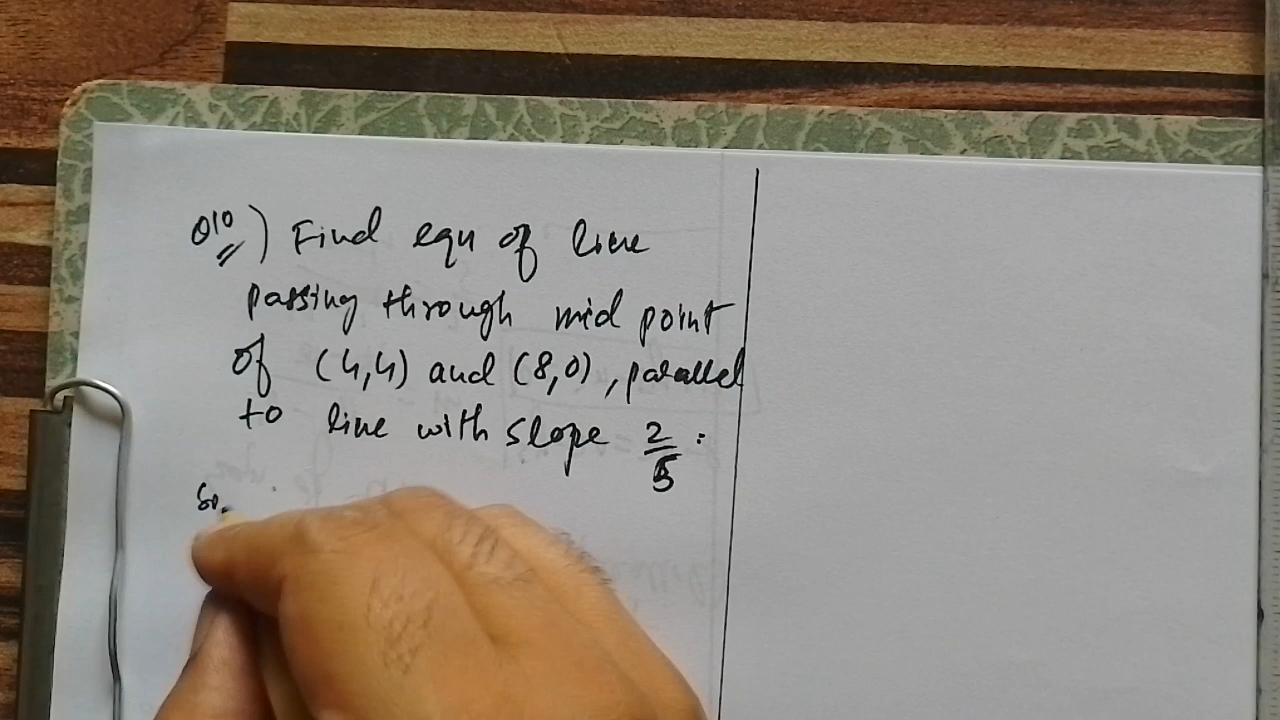 Q10) Find equ of line
passing through mid point
of (4,4) and (8,0), parallel
to line with slope 2/5.